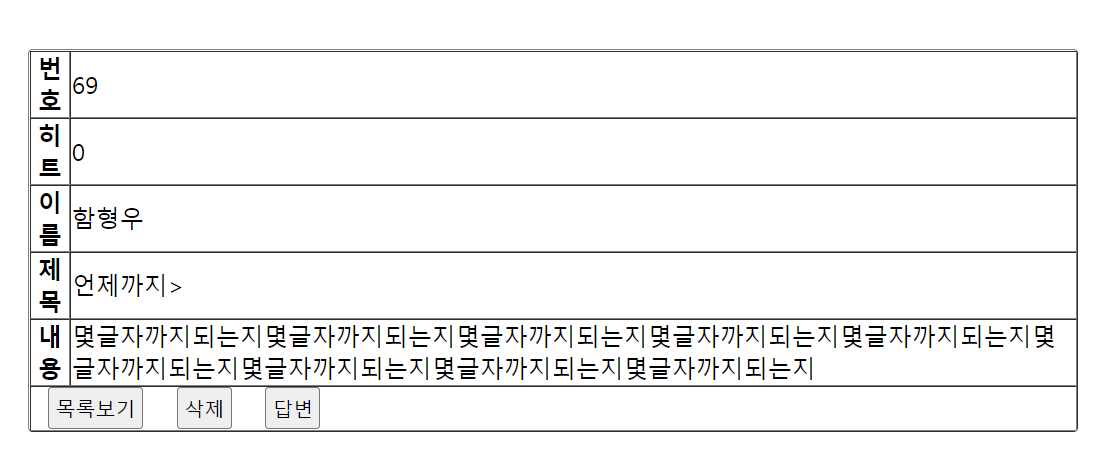 번호 69
히트 0
이름 함형우
제목 언제까지>
내용 몇글자까지되는지몇글자까지되는지몇글자까지되는지몇글자까지되는지몇글자까지되는지몇
글자까지되는지몇글자까지되는지몇글자까지되는지몇글자까지되는지
목록보기 삭제 답변